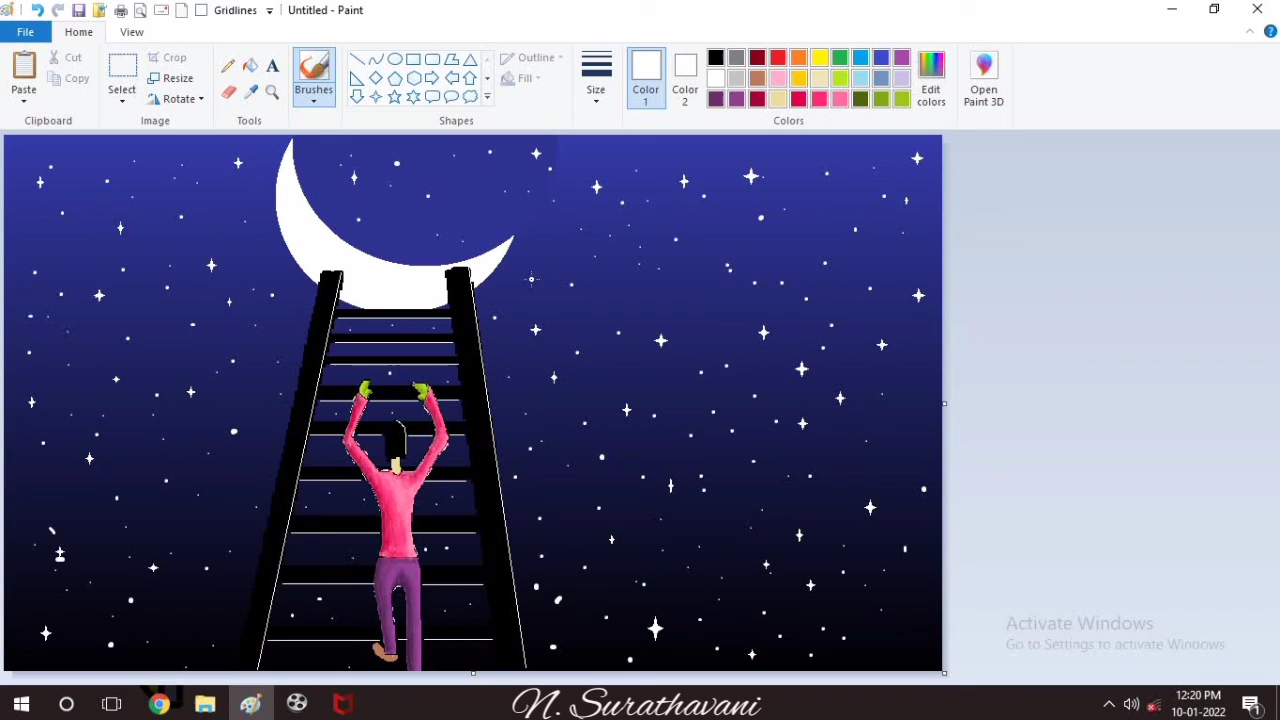 Gridlines
Untitled - Paint
File
Home
View
Paste
Cut
Copy
Select
Crop
Resize
Rotate
Brushes
Outline
Fill
Size
Color
1
Color
2
Edit
colors
Open
Paint 3D
Clipboard
Image
Tools
Shapes
Colors
Activate Windows
Go to Settings to activate Windows
N. Surathavani
12:20 PM
10-01-2022
1